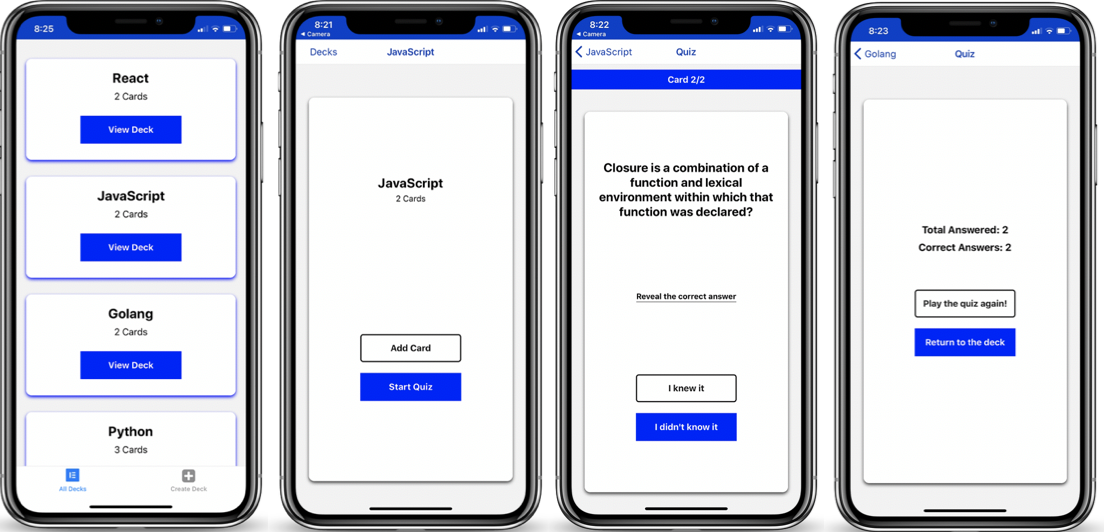 8:25
React
2 Cards
View Deck
JavaScript
2 Cards
View Deck
Golang
2 Cards
View Deck
Python
3 Cards
All Decks
Create Deck
8:21
Camera
Decks
JavaScript
JavaScript
2 Cards
Add Card
Start Quiz
8:22
Camera
JavaScript
Quiz
Card 2/2
Closure is a combination of a
function and lexical
environment within which that
function was declared?
Reveal the correct answer
I knew it
I didn't know it
8:23
Golang
Quiz
Total Answered: 2
Correct Answers: 2
Play the quiz again!
Return to the deck